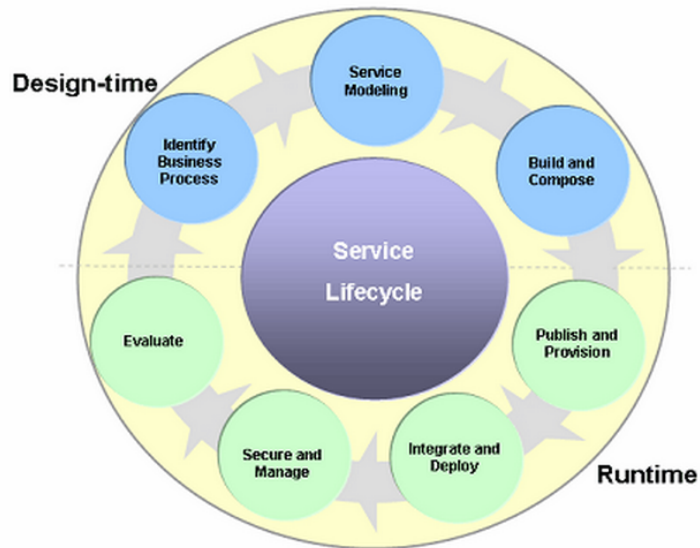 Design-time
Service
Modeling
Identify
Business
Process
Build and
Compose
Service
Lifecycle
Evaluate
Publish and
Provision
Secure and
Manage
Integrate and
Deploy
Runtime